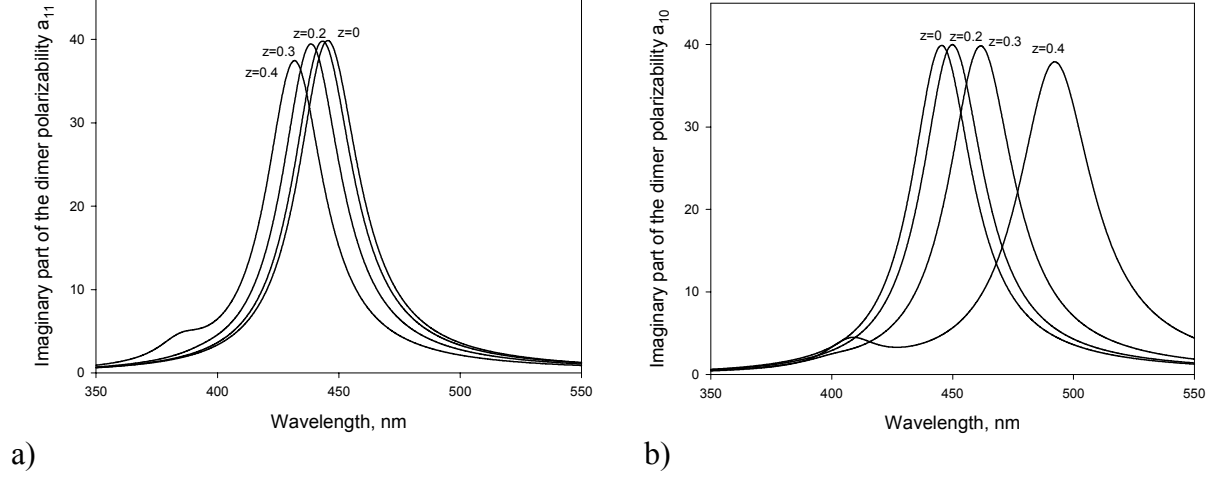 Imaginary part of the dimer polarizability a11
40
30
20
10
0
z=0.4
z=0.3
z=0.2
z=0
350
400
450
500
550
Wavelength, nm
a)
Imaginary part of the dimer polarizability a10
40
30
20
10
0
z=0
z=0.2
z=0.3
z=0.4
350
400
450
500
550
Wavelength, nm
b)